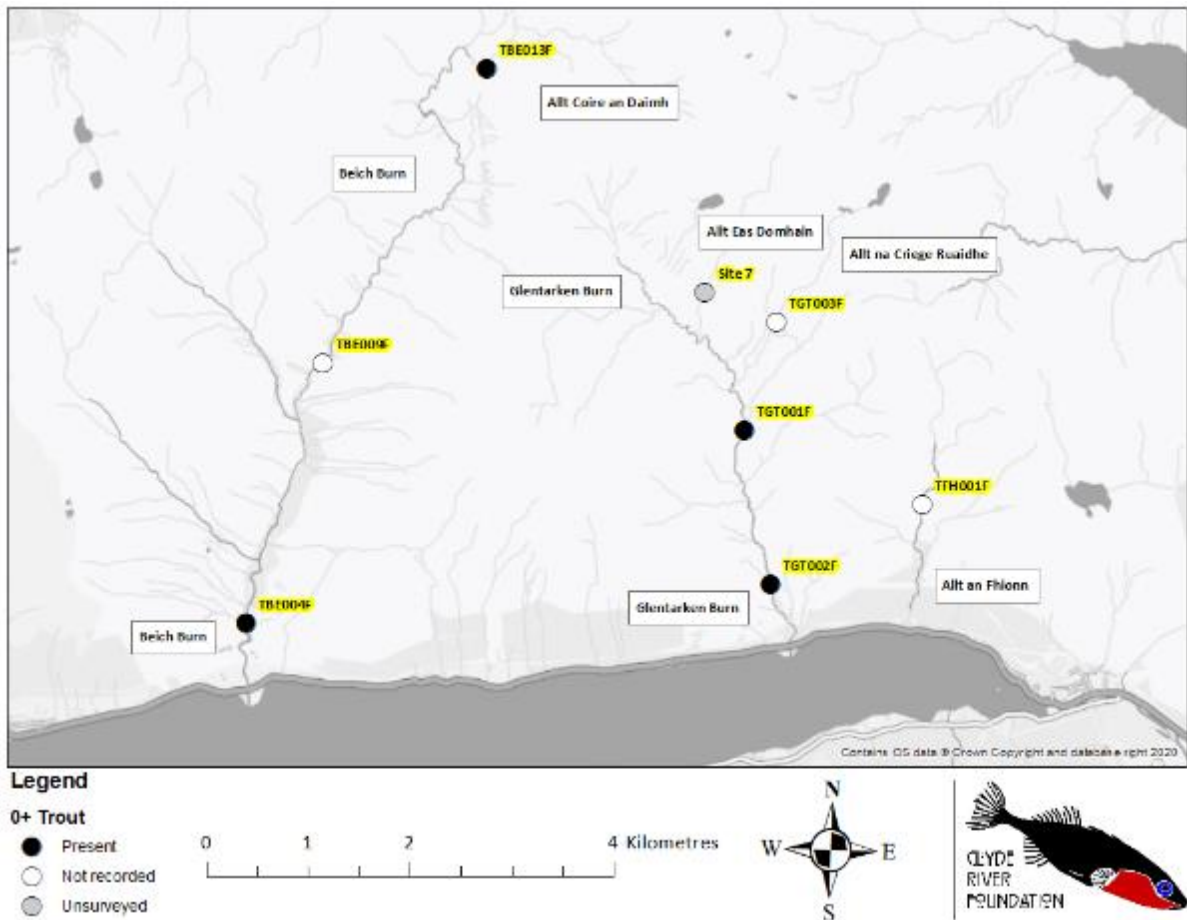 TBE013F
Allt Coire an Daimh
Beich Burn
Allt Eas Domhain
Allt na Criege Ruaidhe
Site 7
Glentarken Burn
TGT003F
TBE009F
TGT001F
TFH001F
TGT002F
Allt an Fhionn
TBE004F
Glentarken Burn
Beich Burn
Contains OS data © Crown Copyright and database right 2020
Legend
0+ Trout
Present
Not recorded
Unsurveyed
0 1 2 4 Kilometres
N
W E
S
CLYDE
RIVER
FOUNDATION